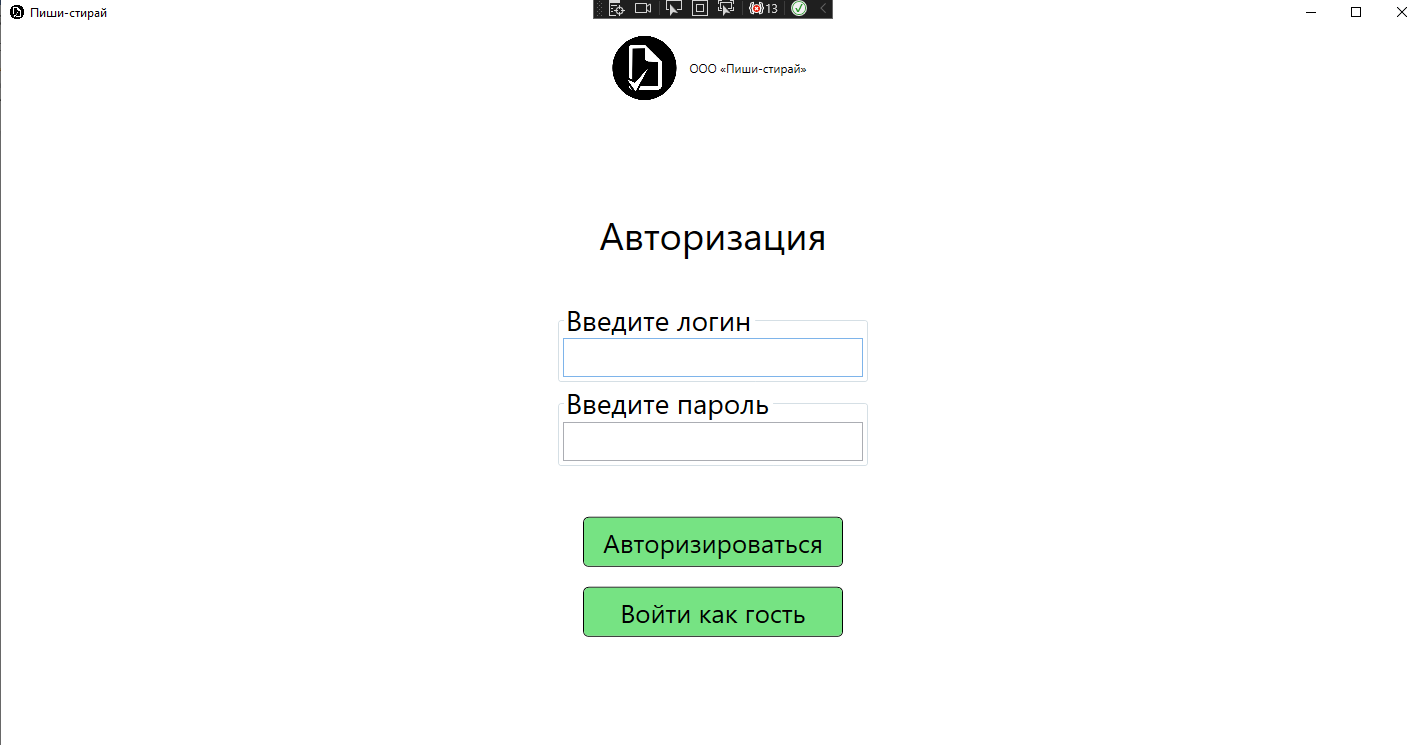 Пиши-стирай
13
ООО «Пиши-стирай»
Авторизация
Введите логин
Введите пароль
Авторизироваться
Войти как гость